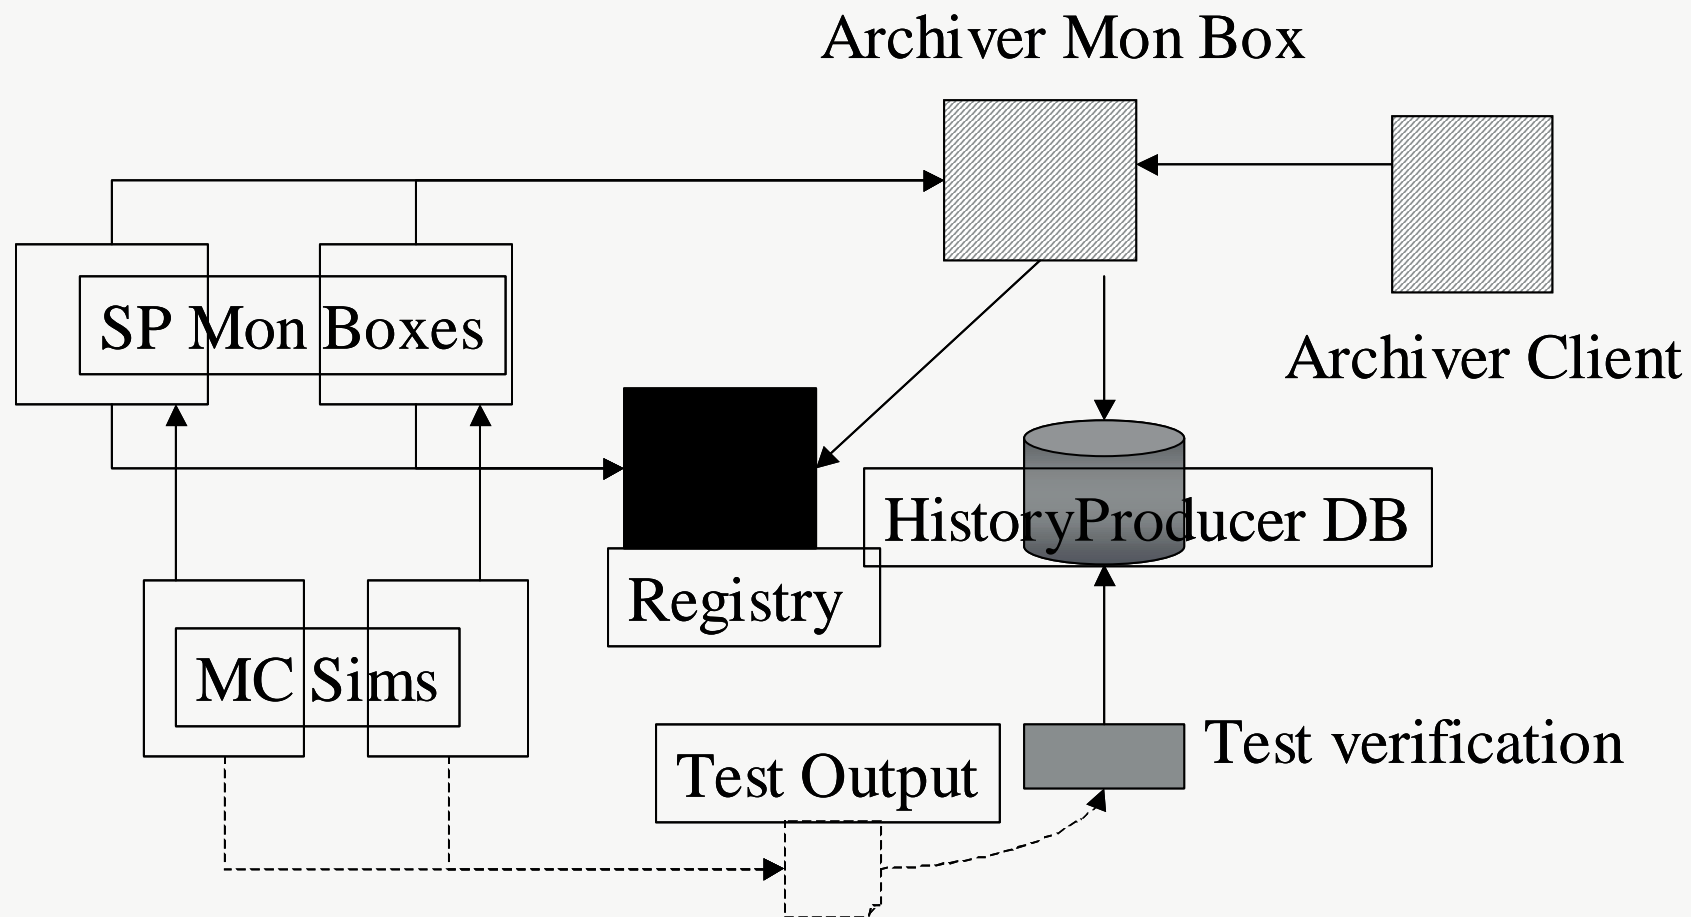 Archiver Mon Box
SP Mon Boxes
Archiver Client
HistoryProducer DB
Registry
MC Sims
Test Output
Test verification